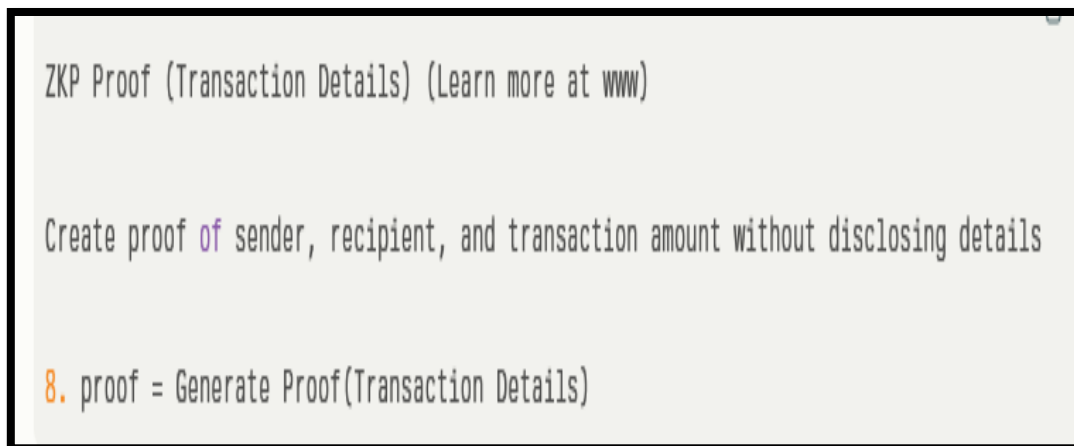 ZKP Proof (Transaction Details) (Learn more at www)
Create proof of sender, recipient, and transaction amount without disclosing details
8. proof = Generate Proof(Transaction Details)